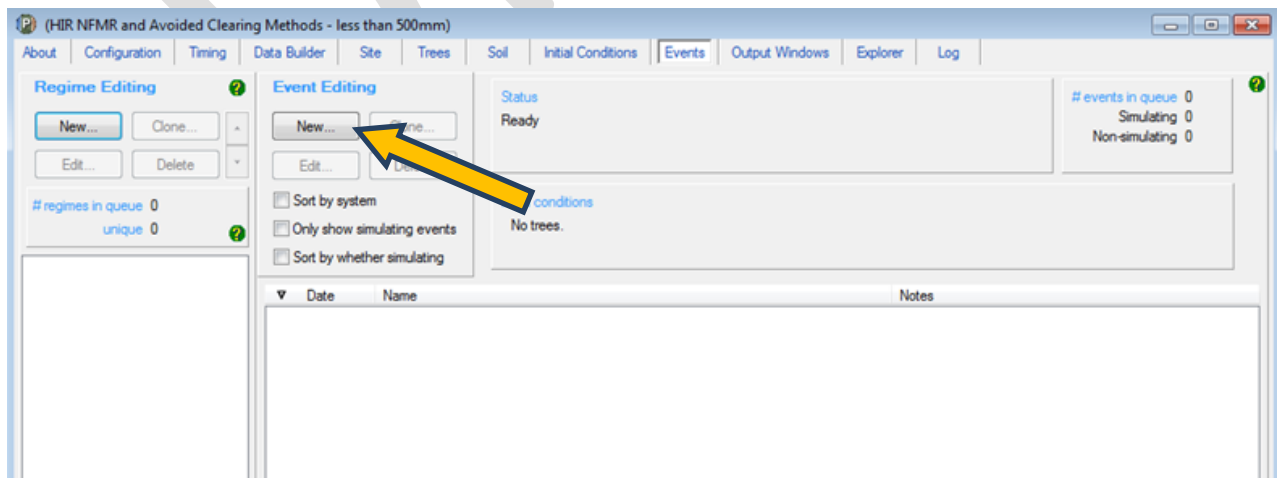 (HIR NFMR and Avoided Clearing Methods - less than 500mm)
About Configuration Timing Data Builder Site Trees Soil Initial Conditions Events Output Windows Explorer Log
Regime Editing
New... Clone...
Edit... Delete
# regimes in queue 0
unique 0
Event Editing
New...
Edit...
Sort by system
Only show simulating events
Sort by whether simulating
Status
Ready
# events in queue 0
Simulating 0
Non-simulating 0
conditions
No trees.
Date Name Notes